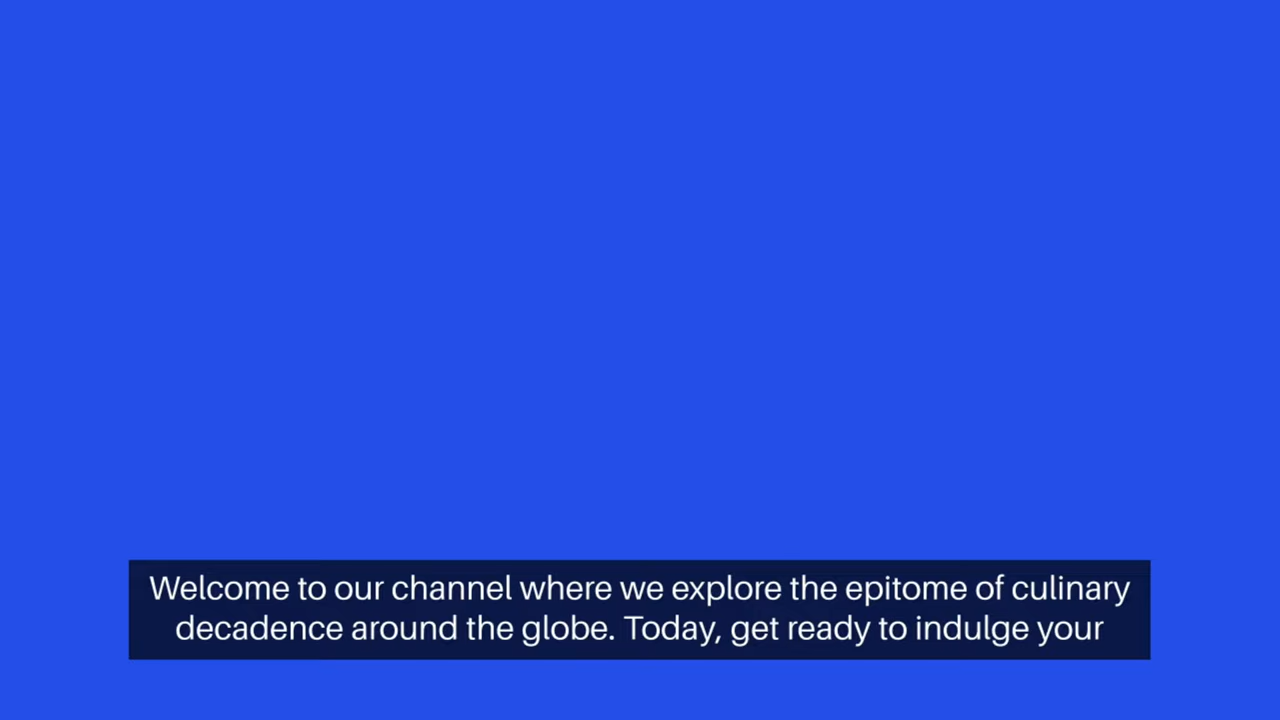 Welcome to our channel where we explore the epitome of culinary
decadence around the globe. Today, get ready to indulge your